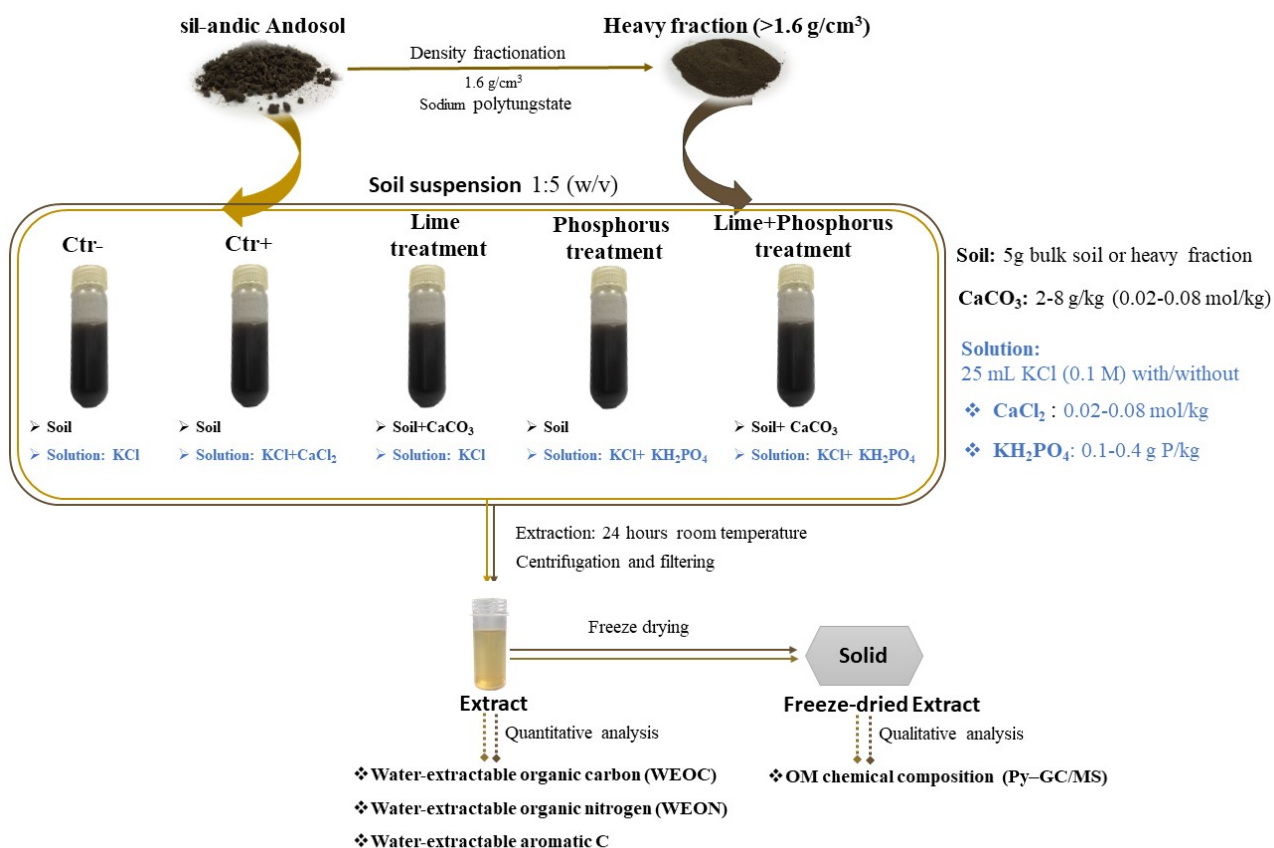 sil-andic Andosol
Heavy fraction (>1.6 g/cm³)
Density fractionation
1.6 g/cm³
Sodium polytungstate
Soil suspension 1:5 (w/v)
Ctr-
Ctr+
Lime
treatment
Phosphorus
treatment
Lime+Phosphorus
treatment
➢ Soil
➢ Solution: KCl
➢ Soil
➢ Solution: KCl+CaCl₂
➢ Soil+CaCO₃
➢ Solution: KCl
➢ Soil
➢ Solution: KCl+ KH₂PO₄
➢ Soil+ CaCO₃
➢ Solution: KCl+ KH₂PO₄
Soil: 5g bulk soil or heavy fraction
CaCO₃: 2-8 g/kg (0.02-0.08 mol/kg)
Solution:
25 mL KCl (0.1 M) with/without
❖ CaCl₂ : 0.02-0.08 mol/kg
❖ KH₂PO₄: 0.1-0.4 g P/kg
Extraction: 24 hours room temperature
Centrifugation and filtering
Freeze drying
Solid
Extract
Freeze-dried Extract
Quantitative analysis
Qualitative analysis
❖Water-extractable organic carbon (WEOC)
❖Water-extractable organic nitrogen (WEON)
❖Water-extractable aromatic C
❖OM chemical composition (Py–GC/MS)